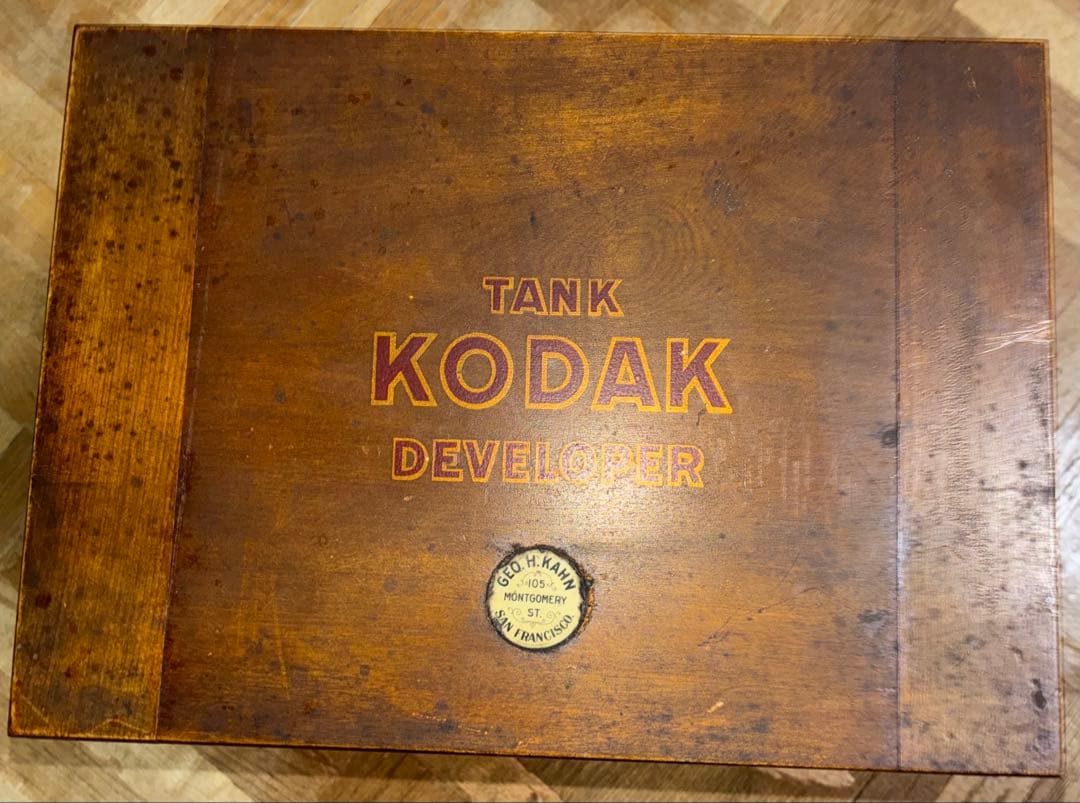 TANK
KODAK
DEVELOPER
GEO. H. KAHN
105
MONTGOMERY
ST.
SAN FRANCISCO.